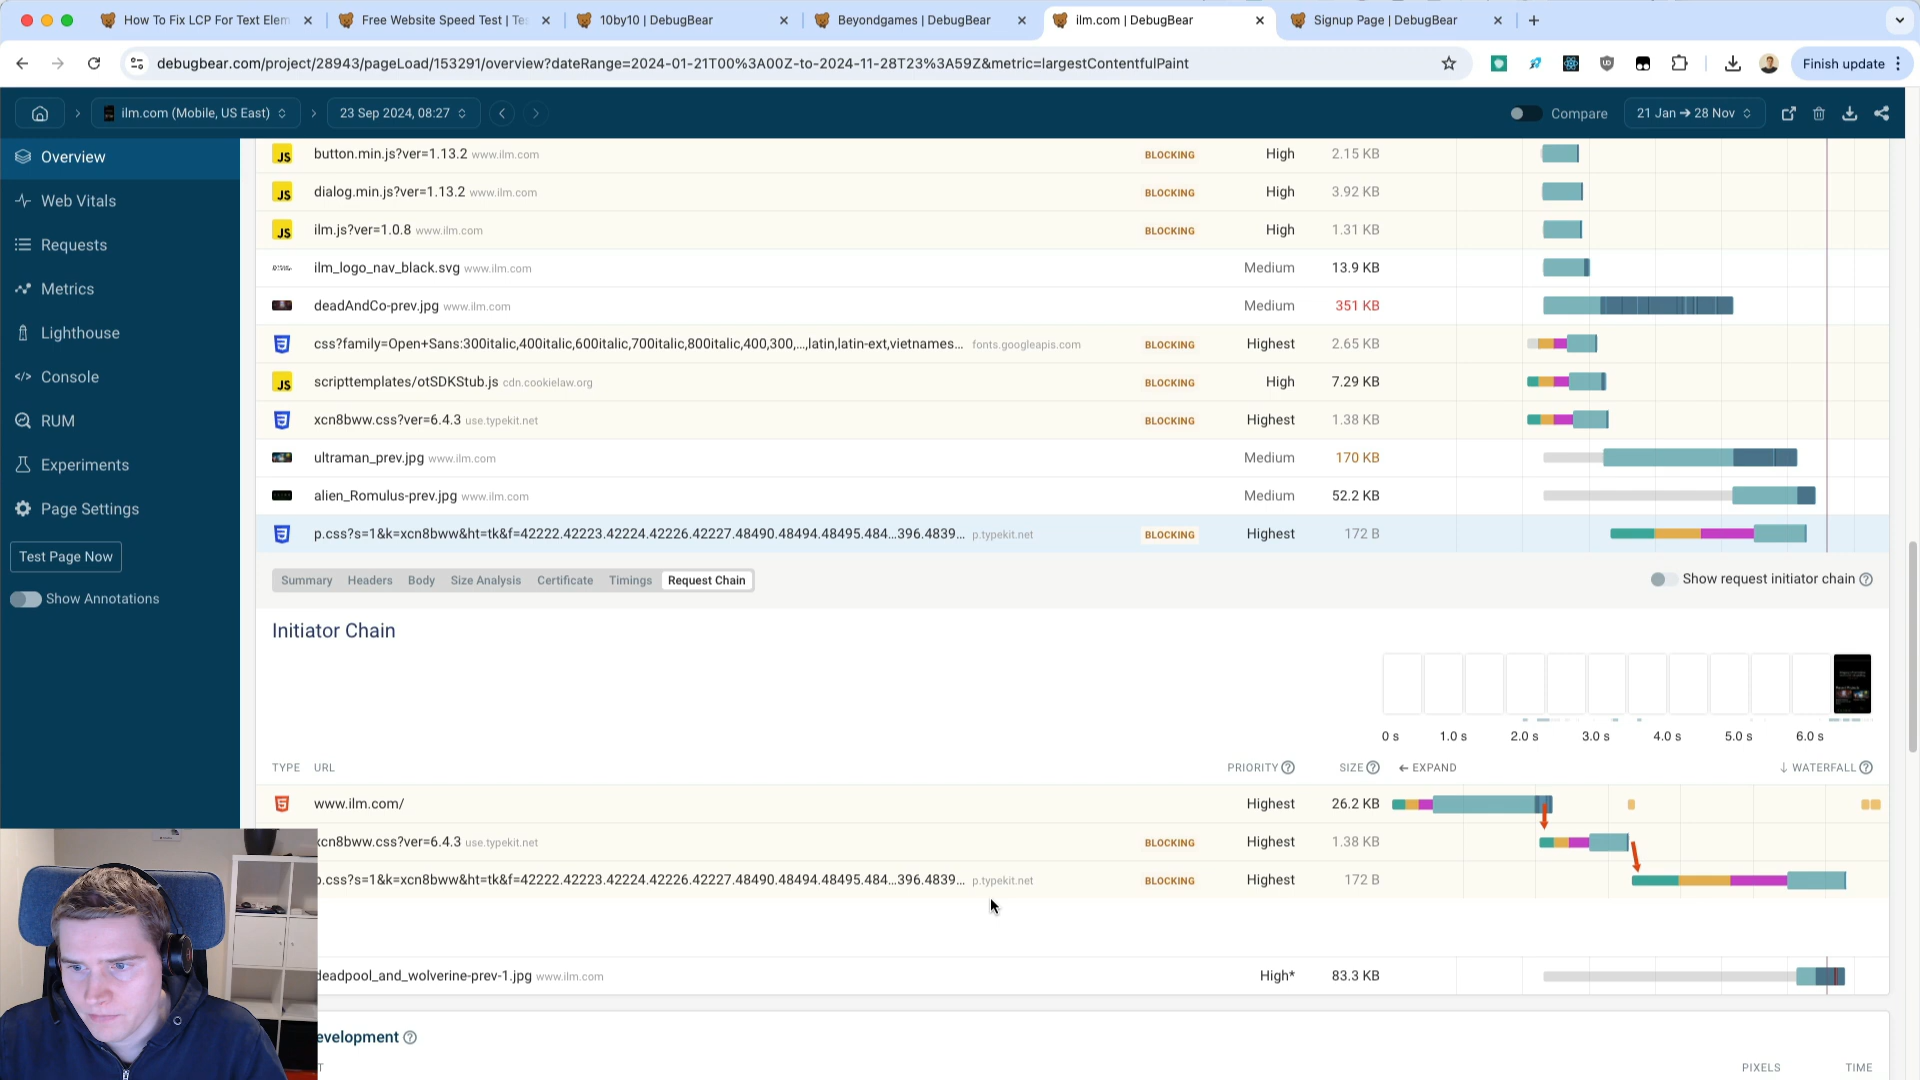 How To Fix LCP For Text Elem
Free Website Speed Test | Te
10by10 | DebugBear
Beyondgames | DebugBear
ilm.com | DebugBear
Signup Page | DebugBear
debugbear.com/project/28943/pageLoad/153291/overview?dateRange=2024-01-21T00%3A00Z-to-2024-11-28T23%3A59Z&metric=largestContentfulPaint
Finish update
ilm.com (Mobile, US East)
23 Sep 2024, 08:27
Compare
21 Jan → 28 Nov
Overview
Web Vitals
Requests
Metrics
Lighthouse
Console
RUM
Experiments
Page Settings
Test Page Now
Show Annotations
JS button.min.js?ver=1.13.2 www.ilm.com BLOCKING High 2.15 KB
JS dialog.min.js?ver=1.13.2 www.ilm.com BLOCKING High 3.92 KB
JS ilm.js?ver=1.0.8 www.ilm.com BLOCKING High 1.31 KB
ilm_logo_nav_black.svg www.ilm.com Medium 13.9 KB
deadAndCo-prev.jpg www.ilm.com Medium 351 KB
css?family=Open+Sans:300italic,400italic,600italic,700italic,800italic,400,300,...,latin,latin-ext,vietnames... fonts.googleapis.com BLOCKING Highest 2.65 KB
JS scripttemplates/otSDKStub.js cdn.cookielaw.org BLOCKING High 7.29 KB
xcn8bww.css?ver=6.4.3 use.typekit.net BLOCKING Highest 1.38 KB
ultraman_prev.jpg www.ilm.com Medium 170 KB
alien_Romulus-prev.jpg www.ilm.com Medium 52.2 KB
p.css?s=1&k=xcn8bww&ht=tk&f=42222.42223.42224.42226.42227.48490.48494.48495.484...396.4839... p.typekit.net BLOCKING Highest 172 B
Summary Headers Body Size Analysis Certificate Timings Request Chain
Show request initiator chain
Initiator Chain
0 s 1.0 s 2.0 s 3.0 s 4.0 s 5.0 s 6.0 s
TYPE URL PRIORITY SIZE ← EXPAND ↓ WATERFALL
www.ilm.com/ Highest 26.2 KB
xcn8bww.css?ver=6.4.3 use.typekit.net BLOCKING Highest 1.38 KB
p.css?s=1&k=xcn8bww&ht=tk&f=42222.42223.42224.42226.42227.48490.48494.48495.484...396.4839... p.typekit.net BLOCKING Highest 172 B
deadpool_and_wolverine-prev-1.jpg www.ilm.com High* 83.3 KB
evelopment
T PIXELS TIME